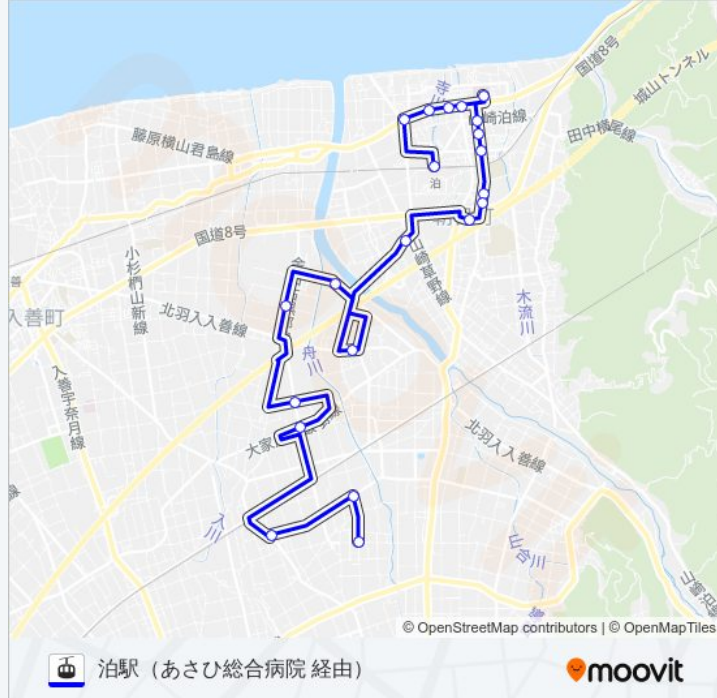 国道8号
城山トンネル
寺川
崎泊線
田中横尾線
藤原横山君島線
泊
国道8号
山崎草野線
小杉椚山新線
木流川
入善町
北羽入入善線
舟川
入善宇奈月線
大家
北羽入入善線
入川
山合川
© OpenStreetMap contributors | © OpenMapTiles
泊駅（あさひ総合病院 経由）
moovit